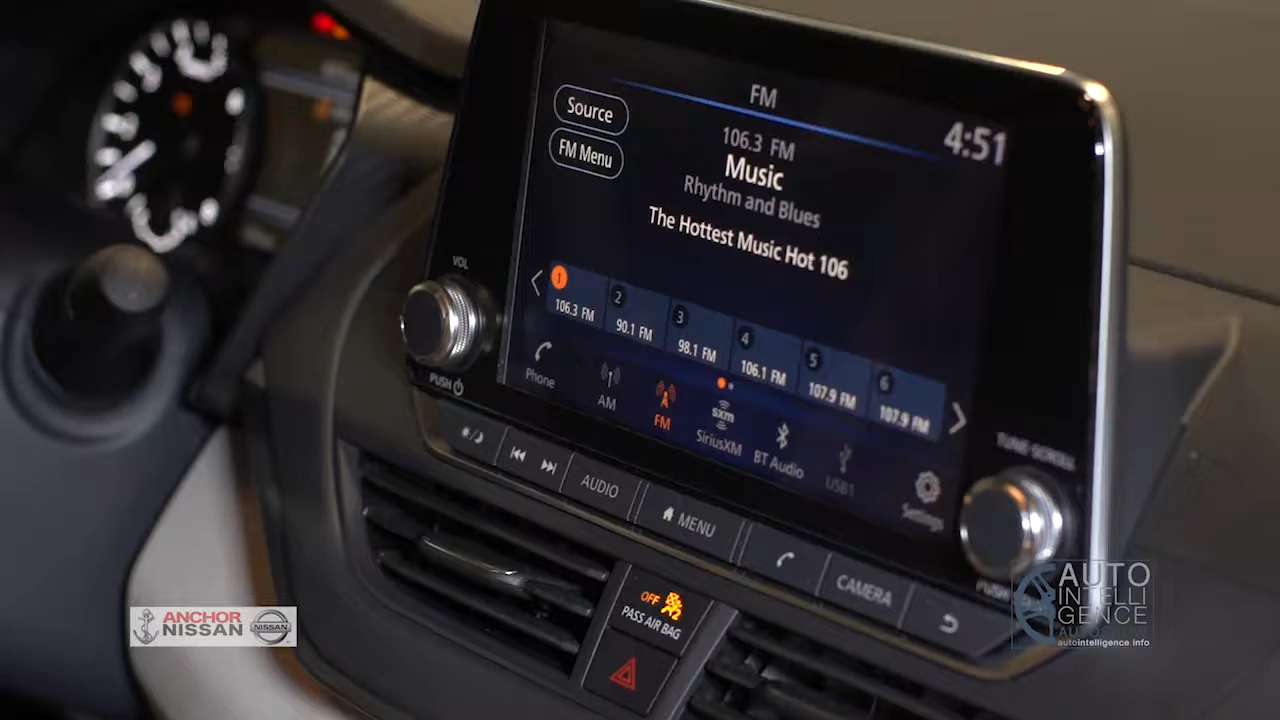 FM
4:51
Source
FM Menu
106.3 FM
Music
Rhythm and Blues
The Hottest Music Hot 106
1
106.3 FM
2
90.1 FM
3
98.1 FM
4
106.1 FM
5
107.9 FM
6
107.9 FM
Phone
AM
FM
sxm
SiriusXM
BT Audio
USB1
Settings
VOL
PUSH
TUNE·SCROLL
PUSH
AUDIO
MENU
CAMERA
OFF
2
PASS AIR BAG
ANCHOR
NISSAN
NISSAN
AUTO
INTELLI
GENCE
AUTOS
autointelligence info